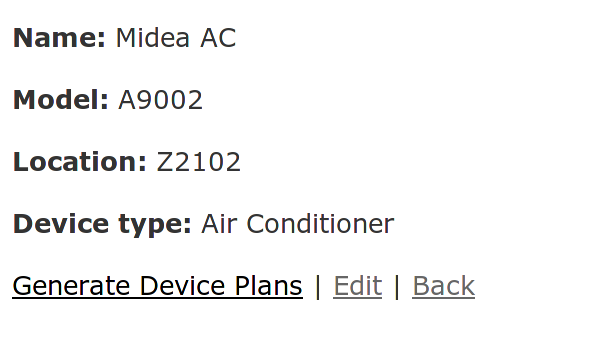 Name: Midea AC
Model: A9002
Location: Z2102
Device type: Air Conditioner
Generate Device Plans | Edit | Back